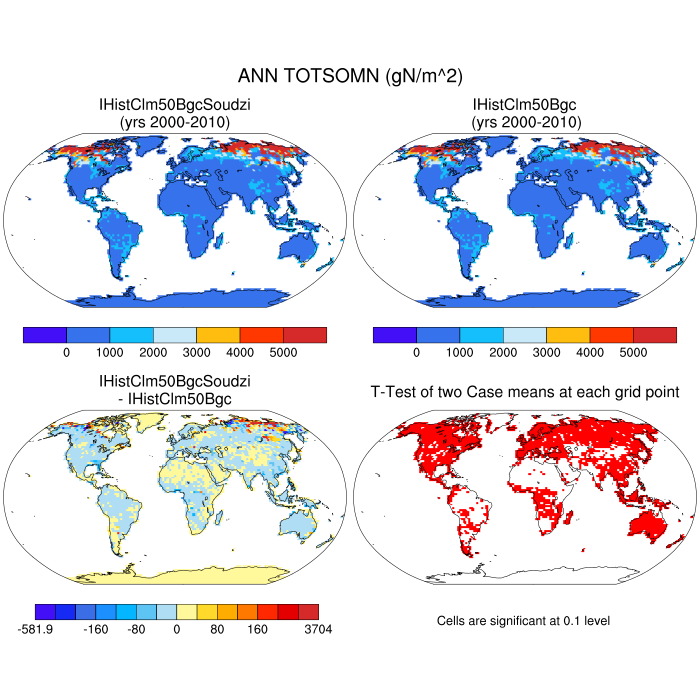 ANN TOTSOMN (gN/m^2)
IHistClm50BgcSoudzi
(yrs 2000-2010)
IHistClm50Bgc
(yrs 2000-2010)
0 1000 2000 3000 4000 5000
0 1000 2000 3000 4000 5000
IHistClm50BgcSoudzi
- IHistClm50Bgc
T-Test of two Case means at each grid point
-581.9 -160 -80 0 80 160 3704
Cells are significant at 0.1 level